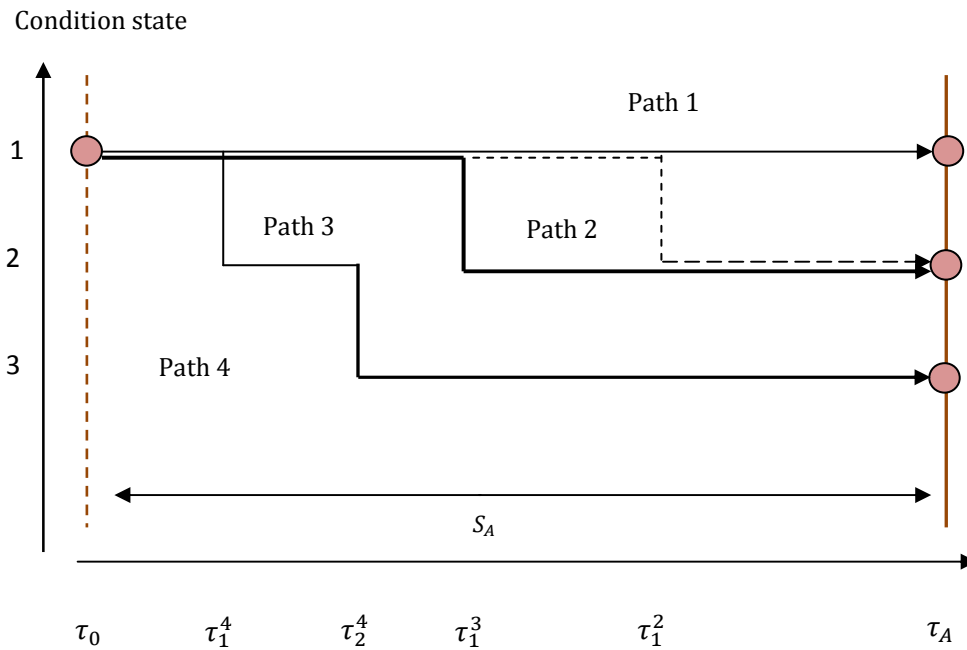 Condition state
Path 1
1
Path 3
Path 2
2
3
Path 4
S_A
τ_0 τ_1^4 τ_2^4 τ_1^3 τ_1^2 τ_A